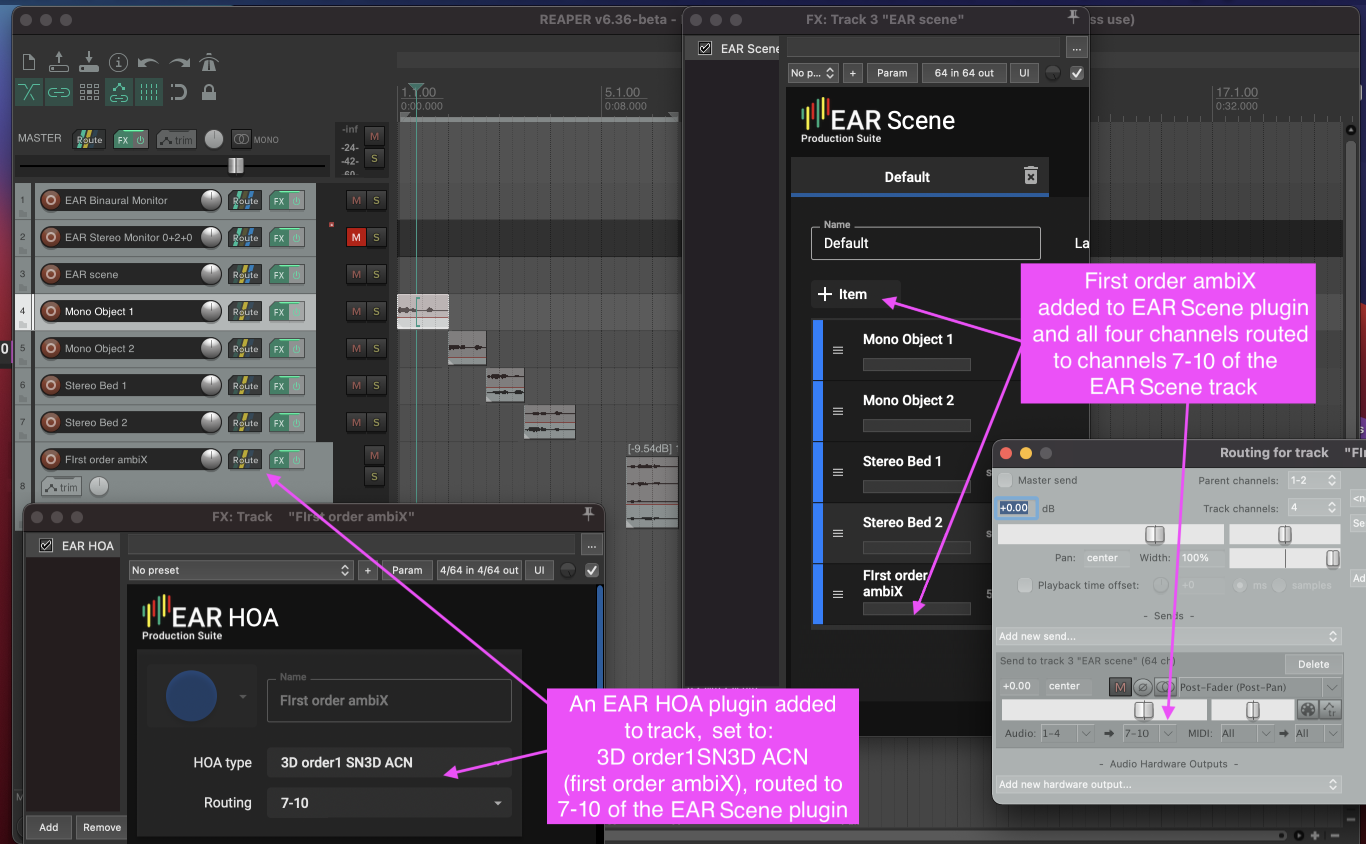 REAPER v6.36-beta -
FX: Track 3 "EAR scene"
ss use)
EAR Scene
...
No p...
+
Param
64 in 64 out
UI
EAR Scene
Production Suite
Default
Name
Default
La
+ Item
Mono Object 1
Mono Object 2
Stereo Bed 1
s
Stereo Bed 2
s
FIrst order
ambiX
5
1.1.00
0:00.000
5.1.00
0:08.000
17.1.00
0:32.000
MASTER
Route
FX
trim
MONO
-inf
-24-
-42-
-60-
M
S
1
EAR Binaural Monitor
Route
FX
M
S
2
EAR Stereo Monitor 0+2+0
Route
FX
M
S
3
EAR scene
Route
FX
M
S
4
Mono Object 1
Route
FX
M
S
5
Mono Object 2
Route
FX
M
S
6
Stereo Bed 1
Route
FX
M
S
7
Stereo Bed 2
Route
FX
M
S
8
FIrst order ambiX
Route
FX
M
S
trim
[-9.54dB]
First order ambiX
added to EAR Scene plugin
and all four channels routed
to channels 7-10 of the
EAR Scene track
FX: Track "FIrst order ambiX"
EAR HOA
...
No preset
+
Param
4/64 in 4/64 out
UI
EAR HOA
Production Suite
Name
FIrst order ambiX
HOA type
3D order1 SN3D ACN
Routing
7-10
Add
Remove
An EAR HOA plugin added
to track, set to:
3D order1SN3D ACN
(first order ambiX), routed to
7-10 of the EAR Scene plugin
Routing for track "FIr
Master send
Parent channels: 1-2
+0.00 dB
Track channels: 4
Pan: center Width: 100%
Playback time offset: +0 ms samples
- Sends -
Add new send...
Send to track 3 "EAR scene" (64 ch)
Delete
+0.00 center M Post-Fader (Post-Pan)
Audio: 1-4 7-10 MIDI: All All
- Audio Hardware Outputs -
Add new hardware output...
<n
Se
Ad